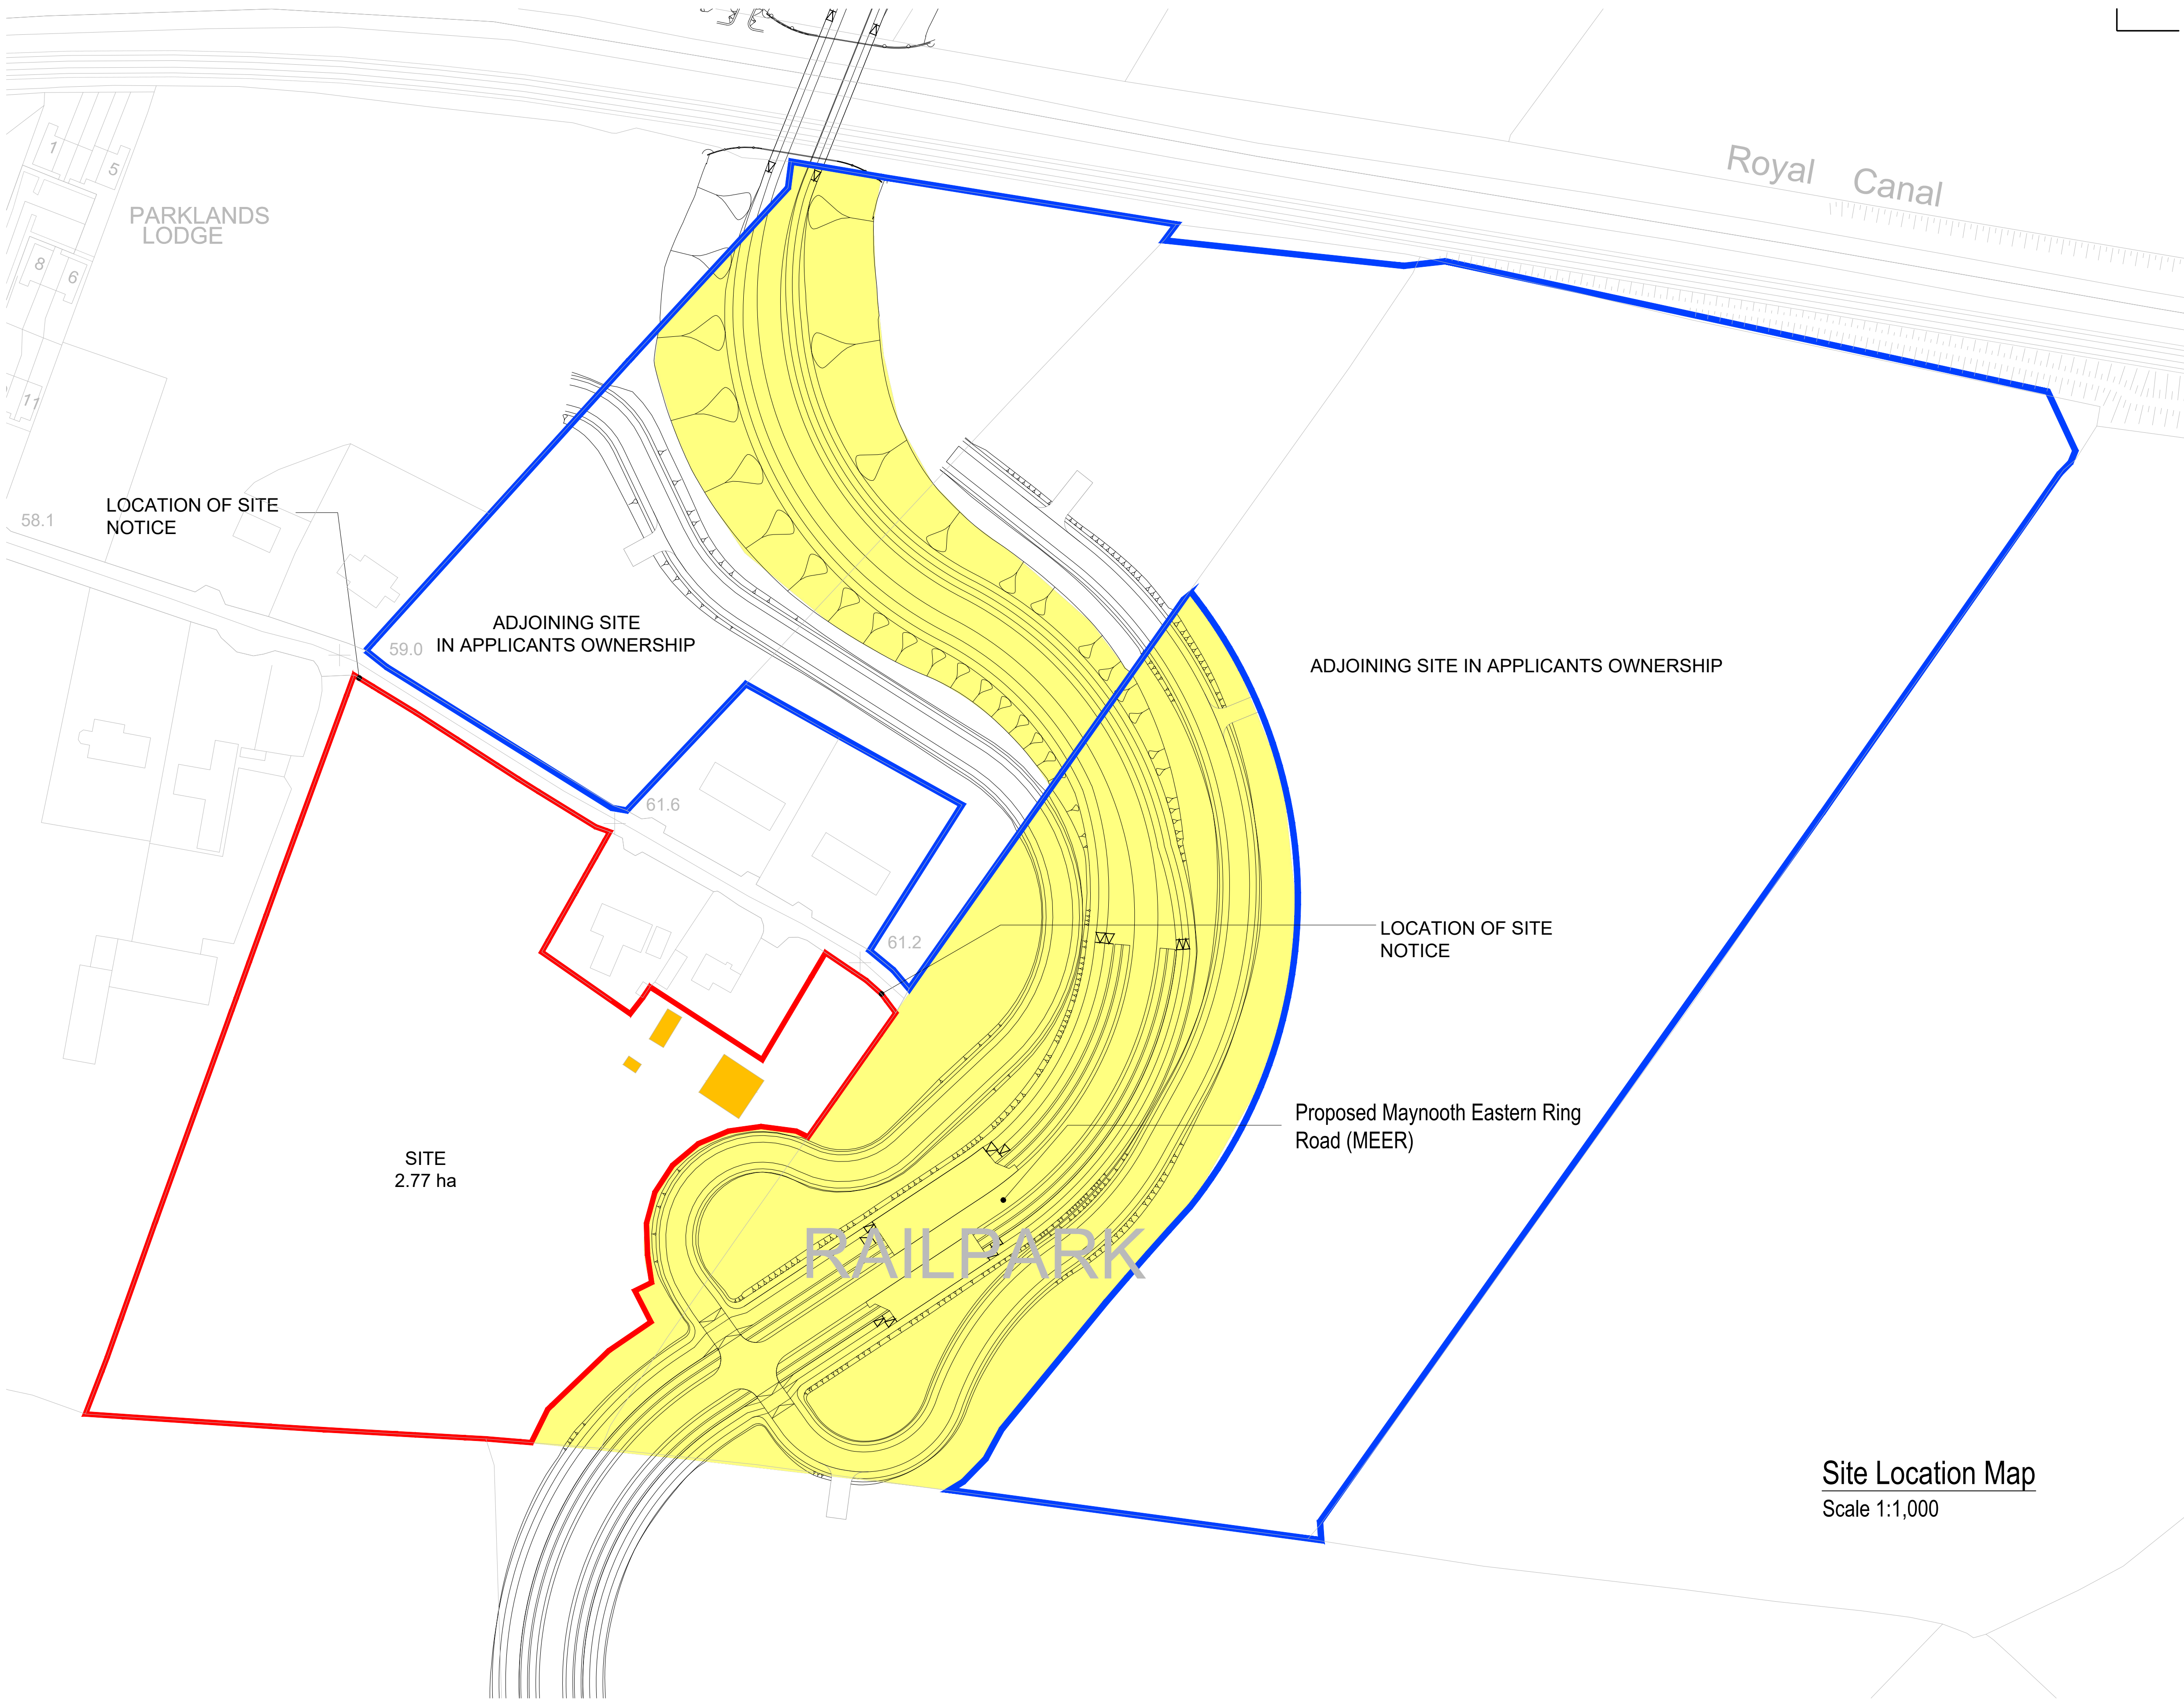 Royal Canal
1
5
PARKLANDS
LODGE
8
6
11
58.1
LOCATION OF SITE
NOTICE
59.0
ADJOINING SITE
IN APPLICANTS OWNERSHIP
ADJOINING SITE IN APPLICANTS OWNERSHIP
61.6
61.2
LOCATION OF SITE
NOTICE
Proposed Maynooth Eastern Ring
Road (MEER)
SITE
2.77 ha
RAILPARK
Site Location Map
Scale 1:1,000